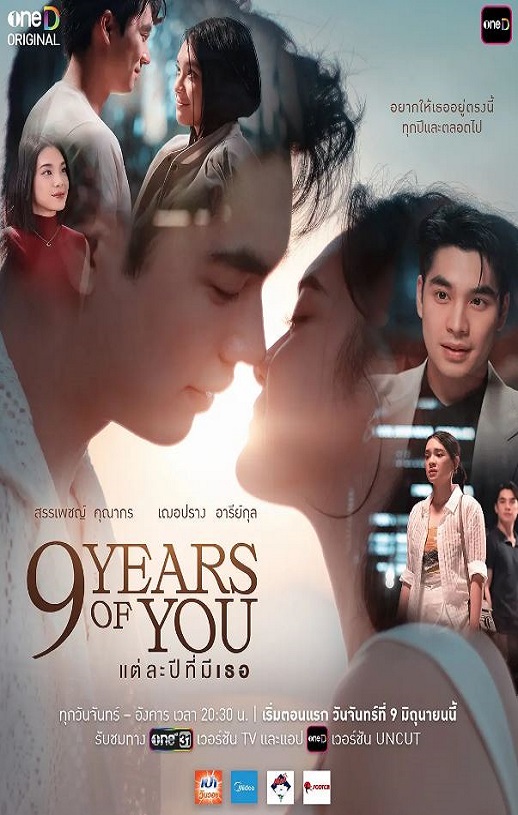 oneD
ORIGINAL
oneD
อยากให้เธออยู่ตรงนี้
ทุกปีและตลอดไป
สรรเพชญ์ คุณากร เฌอปราง อารีย์กุล
9 YEARS
OF YOU
แต่ละปีที่มีเธอ
ทุกวันจันทร์ – อังคาร เวลา 20:30 น. | เริ่มตอนแรก วันจันทร์ที่ 9 มิถุนายนนี้
รับชมทาง one31 เวอร์ชัน TV และแอป oneD เวอร์ชัน UNCUT
เปา
Midea
SCOTCH